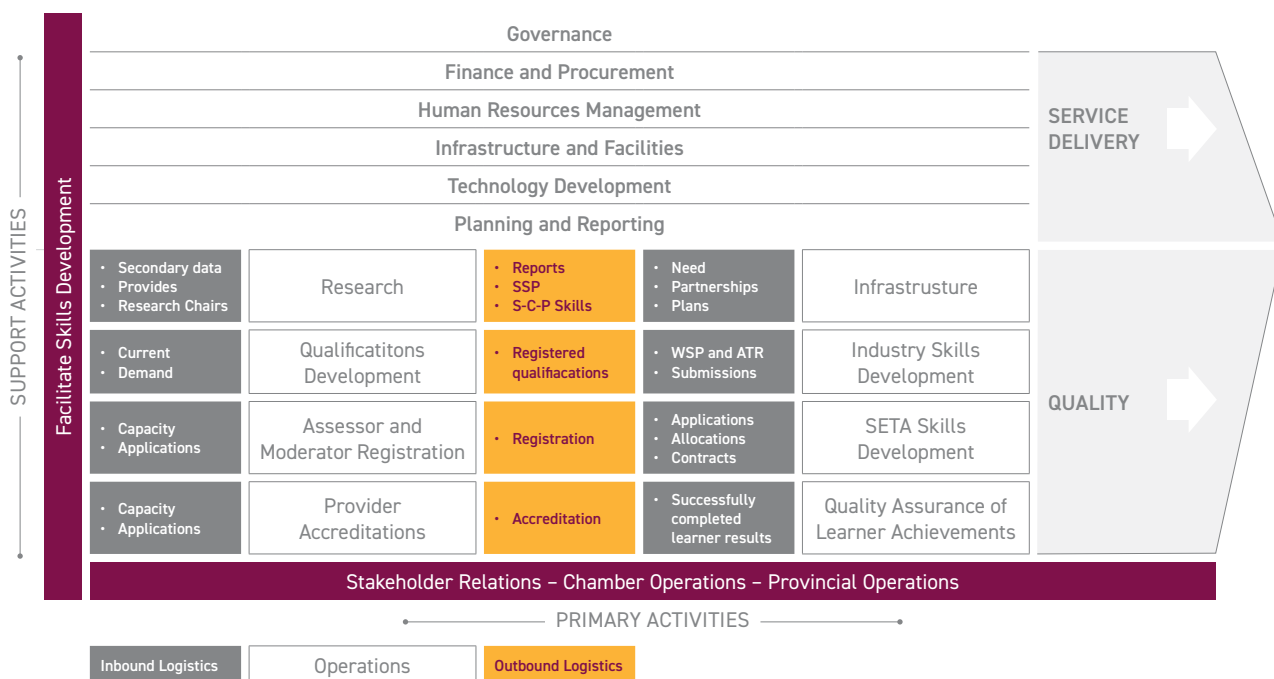 Governance
Finance and Procurement
Human Resources Management
Infrastructure and Facilities
Technology Development
Planning and Reporting
SERVICE
DELIVERY
QUALITY
SUPPORT ACTIVITIES
Facilitate Skills Development
• Secondary data
• Provides
• Research Chairs
Research
• Reports
• SSP
• S-C-P Skills
• Need
• Partnerships
• Plans
Infrastrusture
• Current
• Demand
Qualificatitons
Development
• Registered
qualifiacations
• WSP and ATR
• Submissions
Industry Skills
Development
• Capacity
• Applications
Assessor and
Moderator Registration
• Registration
• Applications
• Allocations
• Contracts
SETA Skills
Development
• Capacity
• Applications
Provider
Accreditations
• Accreditation
• Successfully
completed
learner results
Quality Assurance of
Learner Achievements
Stakeholder Relations – Chamber Operations – Provincial Operations
PRIMARY ACTIVITIES
Inbound Logistics
Operations
Outbound Logistics